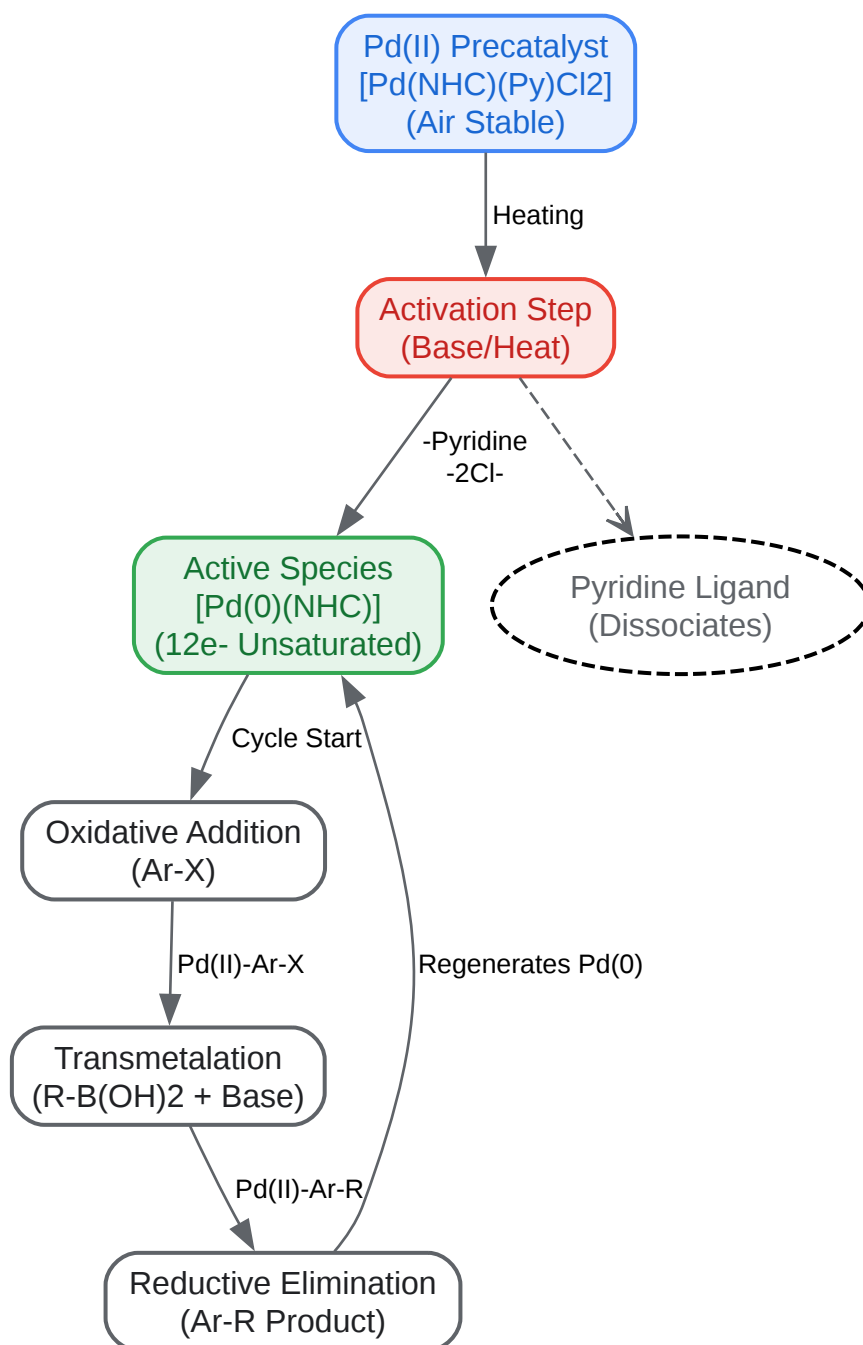 Pd(II) Precatalyst
[Pd(NHC)(Py)Cl2]
(Air Stable)
Heating
Activation Step
(Base/Heat)
-Pyridine
-2Cl-
Active Species
[Pd(0)(NHC)]
(12e- Unsaturated)
Pyridine Ligand
(Dissociates)
Cycle Start
Oxidative Addition
(Ar-X)
Pd(II)-Ar-X
Regenerates Pd(0)
Transmetalation
(R-B(OH)2 + Base)
Pd(II)-Ar-R
Reductive Elimination
(Ar-R Product)